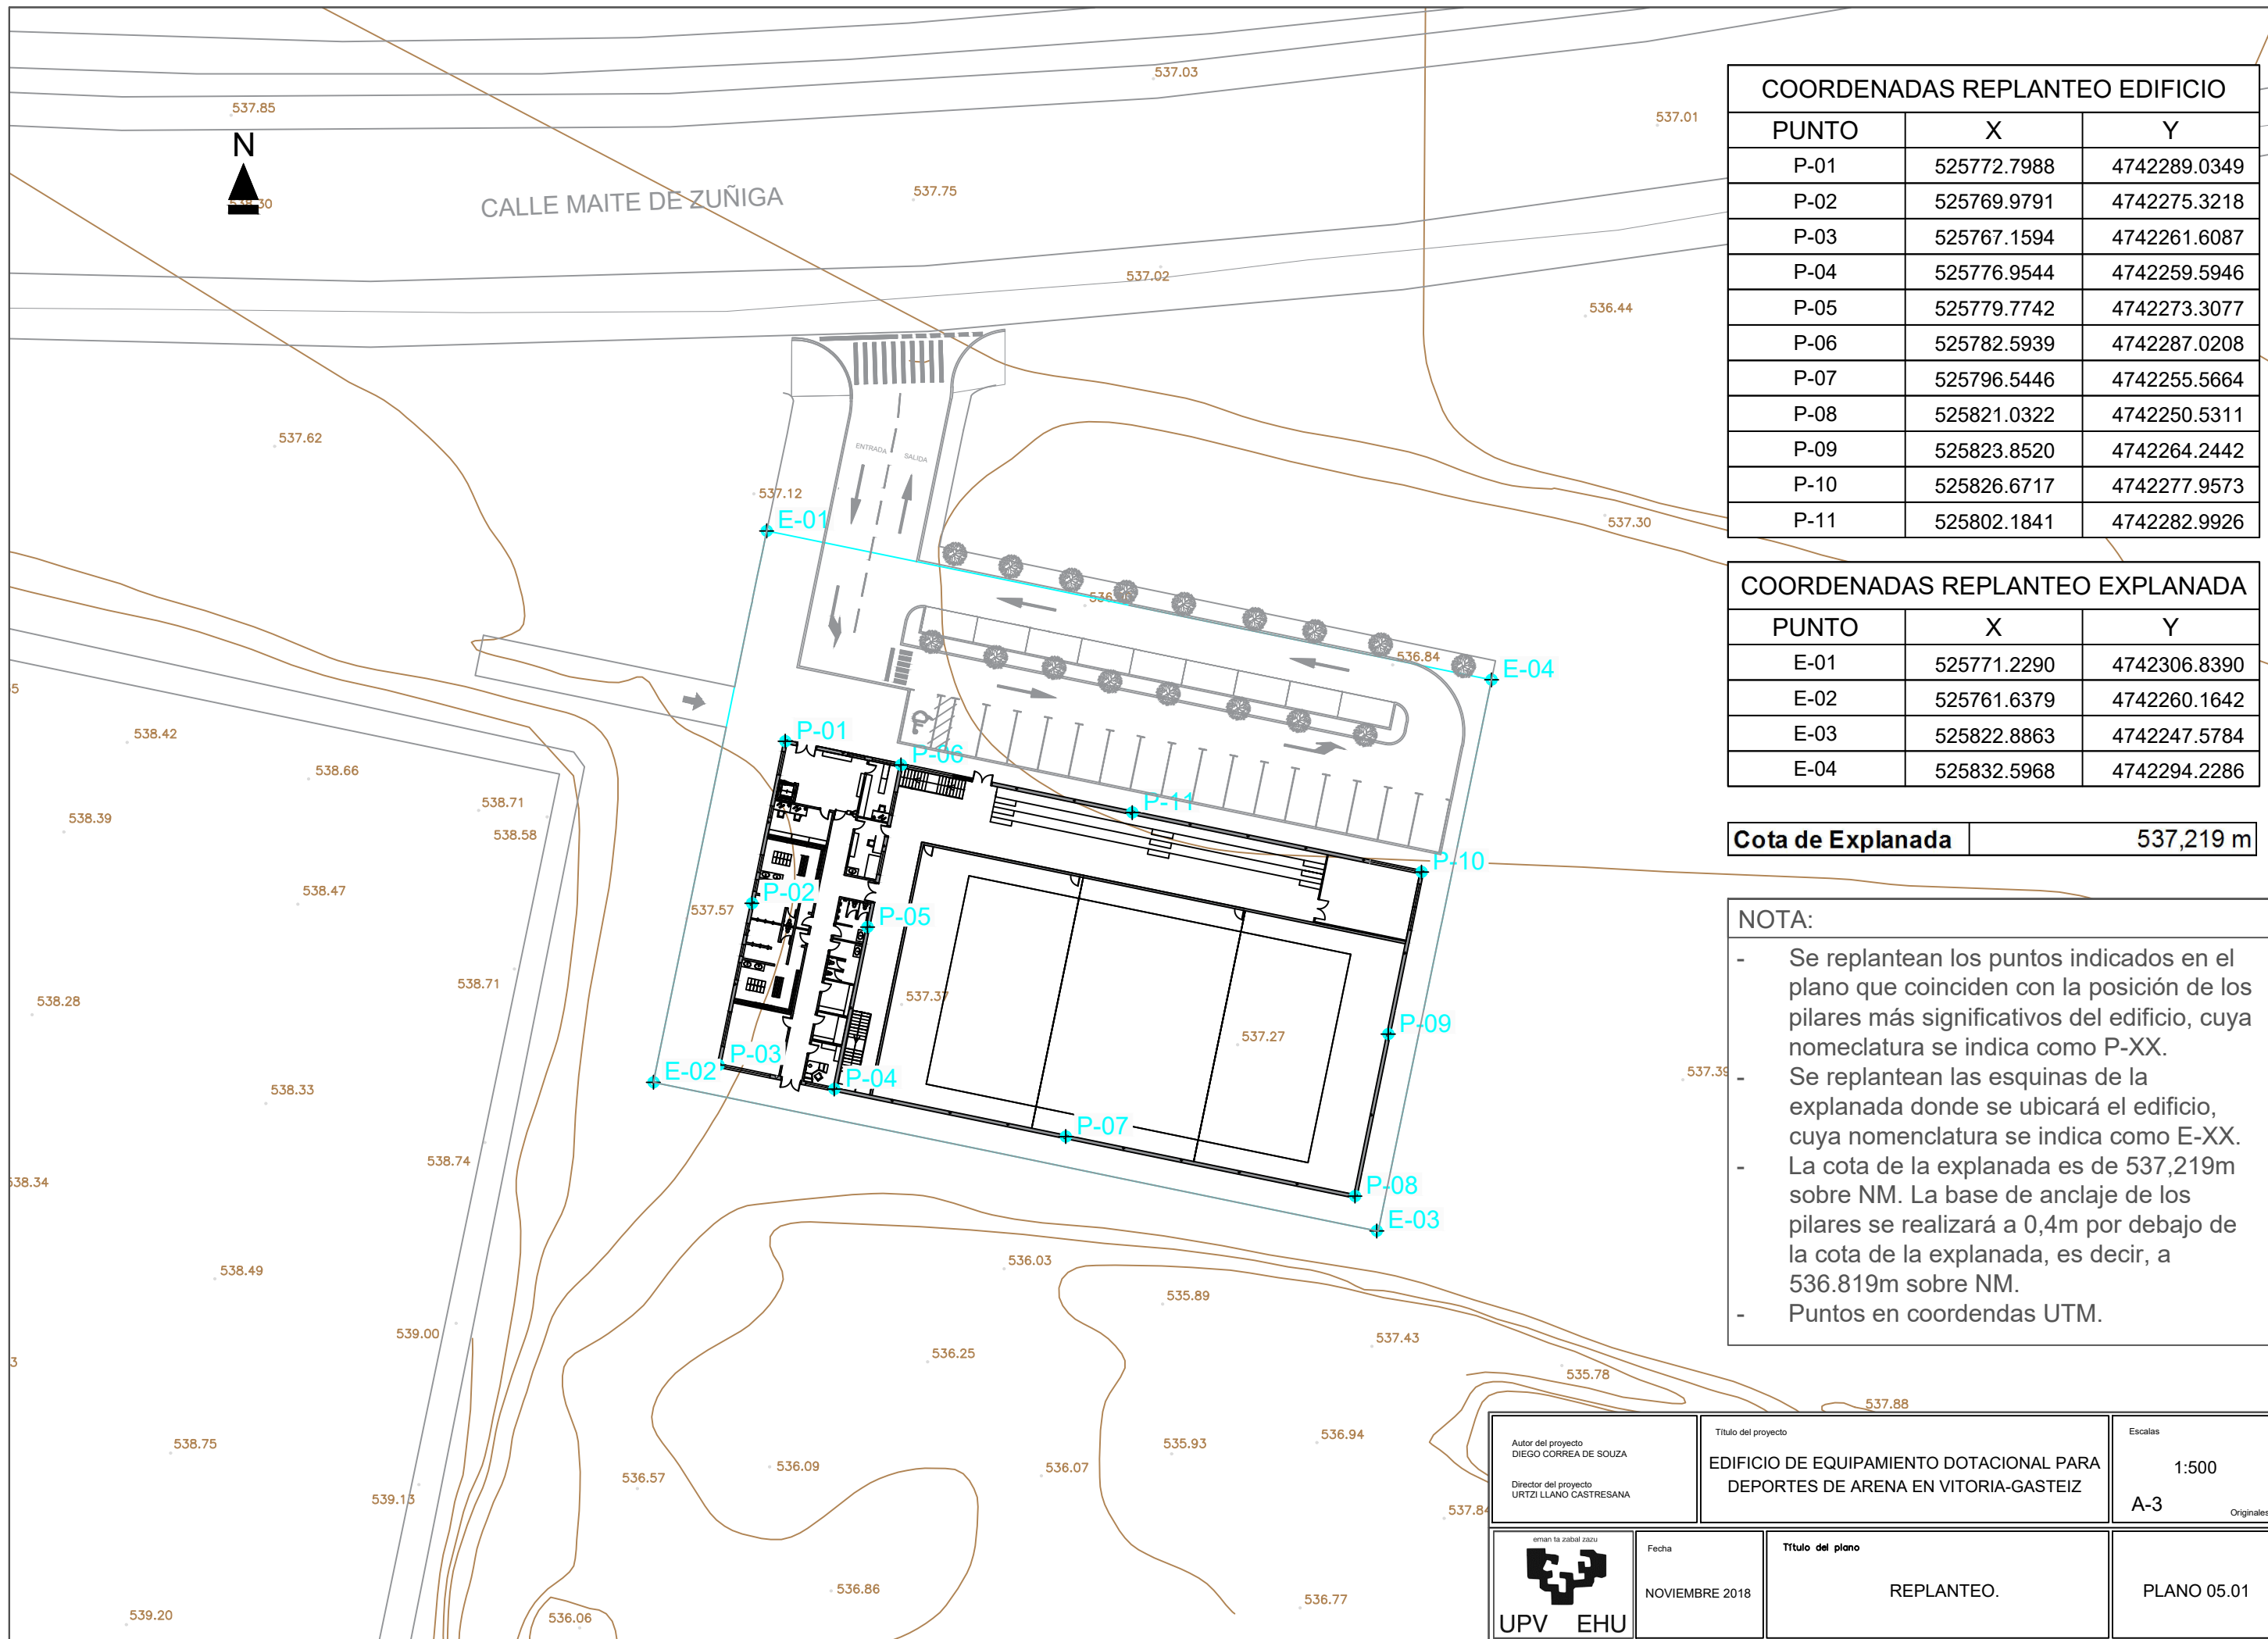 537.85
N
538.30
CALLE MAITE DE ZUÑIGA
537.03
537.75
537.02
537.01
536.44
537.62
537.12
537.30
ENTRADA
SALIDA
E-01
536.84
E-04
P-01
P-06
P-11
P-10
P-02
P-05
P-09
P-03
P-04
P-07
P-08
E-02
E-03
537.57
537.37
537.27
537.39
538.42
538.66
538.71
538.58
538.39
538.47
538.71
538.28
538.33
538.74
538.34
538.49
539.00
538.75
539.13
539.20
536.03
535.89
537.43
536.25
535.78
537.88
536.94
535.93
536.07
536.09
536.57
537.84
536.86
536.77
536.06
COORDENADAS REPLANTEO EDIFICIO
PUNTO X Y
P-01 525772.7988 4742289.0349
P-02 525769.9791 4742275.3218
P-03 525767.1594 4742261.6087
P-04 525776.9544 4742259.5946
P-05 525779.7742 4742273.3077
P-06 525782.5939 4742287.0208
P-07 525796.5446 4742255.5664
P-08 525821.0322 4742250.5311
P-09 525823.8520 4742264.2442
P-10 525826.6717 4742277.9573
P-11 525802.1841 4742282.9926
COORDENADAS REPLANTEO EXPLANADA
PUNTO X Y
E-01 525771.2290 4742306.8390
E-02 525761.6379 4742260.1642
E-03 525822.8863 4742247.5784
E-04 525832.5968 4742294.2286
Cota de Explanada 537,219 m
NOTA:
- Se replantean los puntos indicados en el
plano que coinciden con la posición de los
pilares más significativos del edificio, cuya
nomeclatura se indica como P-XX.
- Se replantean las esquinas de la
explanada donde se ubicará el edificio,
cuya nomenclatura se indica como E-XX.
- La cota de la explanada es de 537,219m
sobre NM. La base de anclaje de los
pilares se realizará a 0,4m por debajo de
la cota de la explanada, es decir, a
536.819m sobre NM.
- Puntos en coordendas UTM.
Autor del proyecto
DIEGO CORREA DE SOUZA
Director del proyecto
URTZI LLANO CASTRESANA
Título del proyecto
EDIFICIO DE EQUIPAMIENTO DOTACIONAL PARA
DEPORTES DE ARENA EN VITORIA-GASTEIZ
Escalas
1:500
A-3
Originales
eman ta zabal zazu
UPV EHU
Fecha
NOVIEMBRE 2018
Título del plano
REPLANTEO.
PLANO 05.01